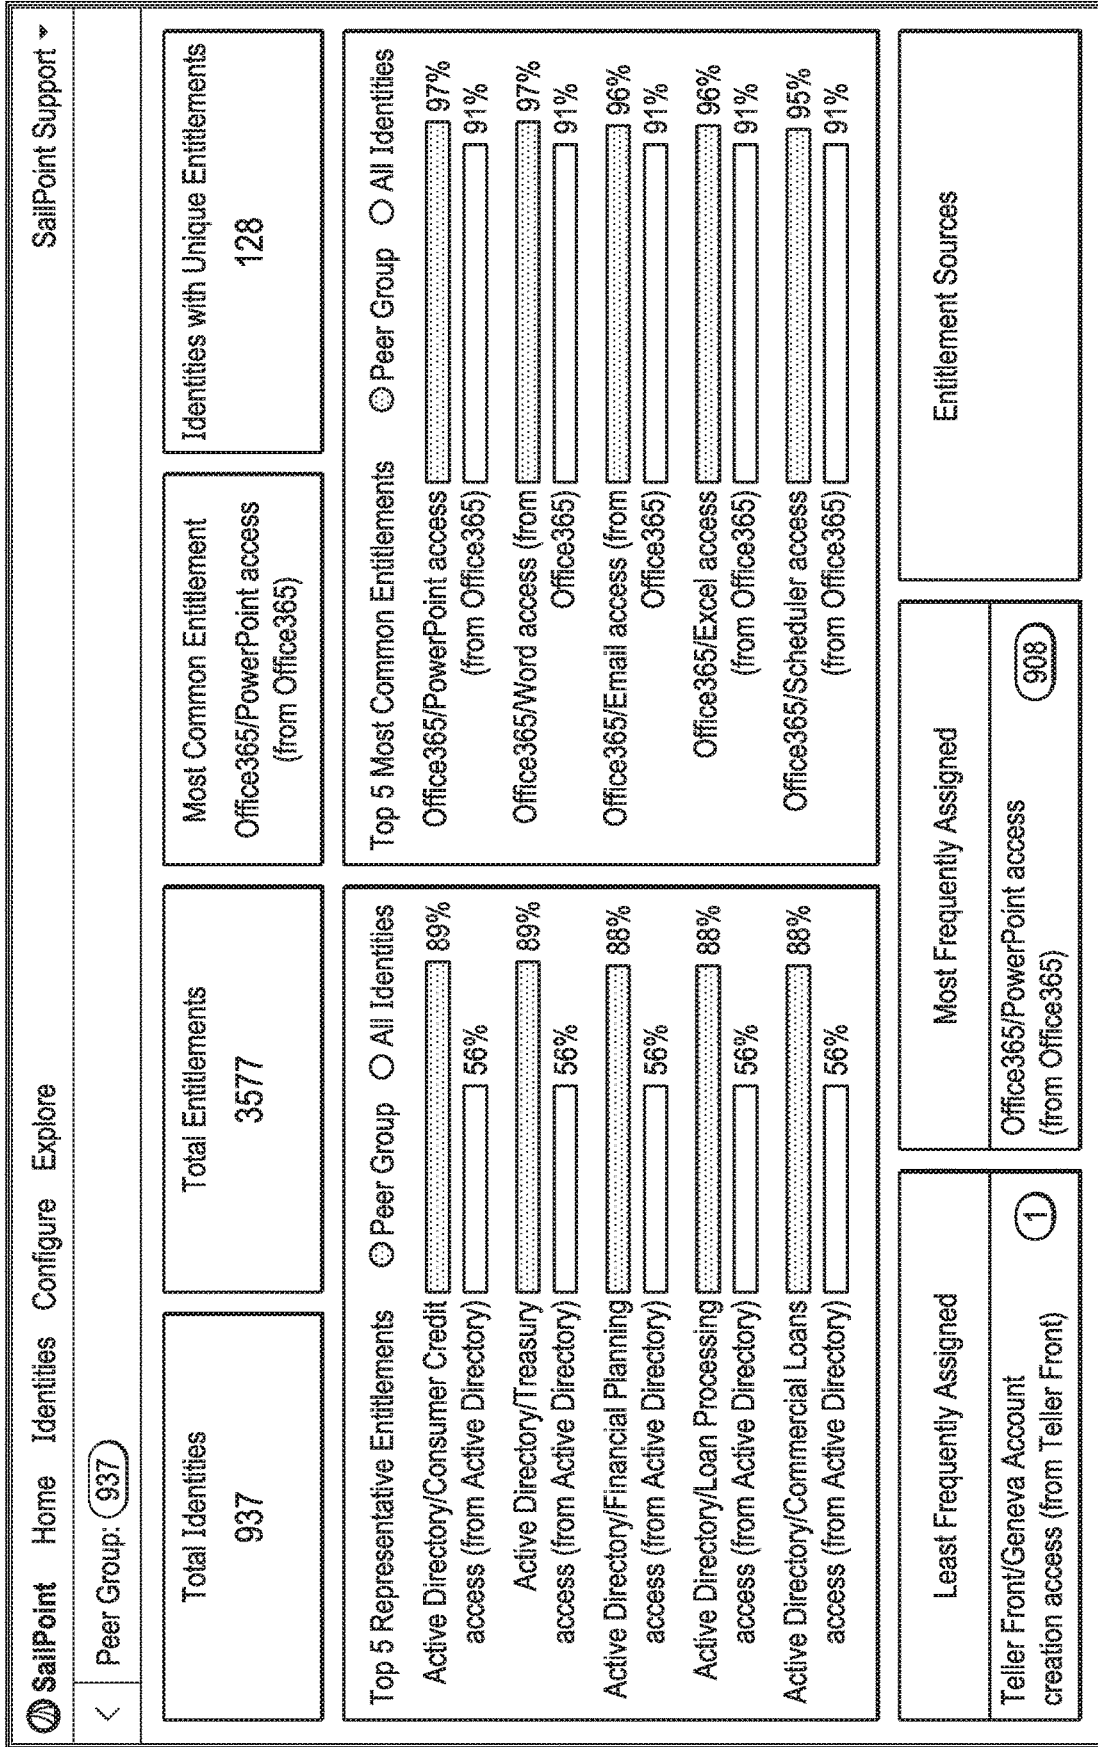 SailPoint Home Identities Configure Explore SailPoint Support
< Peer Group: 937
Total Identities
937
Total Entitlements
3577
Most Common Entitlement
Office365/PowerPoint access
(from Office365)
Identities with Unique Entitlements
128
Top 5 Representative Entitlements Peer Group All Identities
Active Directory/Consumer Credit 89%
access (from Active Directory) 56%
Active Directory/Treasury 89%
access (from Active Directory) 56%
Active Directory/Financial Planning 88%
access (from Active Directory) 56%
Active Directory/Loan Processing 88%
access (from Active Directory) 56%
Active Directory/Commercial Loans 88%
access (from Active Directory) 56%
Top 5 Most Common Entitlements Peer Group All Identities
Office365/PowerPoint access 97%
(from Office365) 91%
Office365/Word access (from 97%
Office365) 91%
Office365/Email access (from 96%
Office365) 91%
Office365/Excel access 96%
(from Office365) 91%
Office365/Scheduler access 95%
(from Office365) 91%
Least Frequently Assigned
Teller Front/Geneva Account
creation access (from Teller Front) 1
Most Frequently Assigned
Office365/PowerPoint access
(from Office365) 908
Entitlement Sources